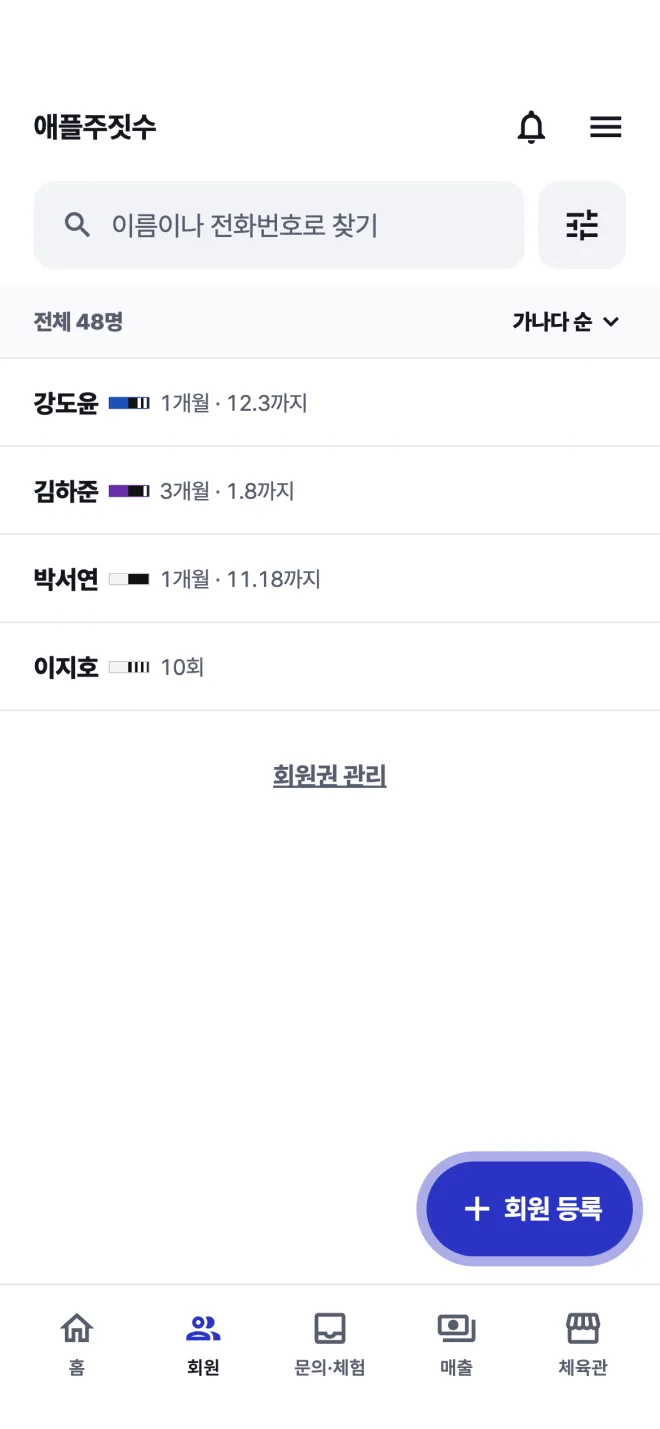 애플주짓수
이름이나 전화번호로 찾기
전체 48명
가나다 순
강도윤 1개월 · 12.3까지
김하준 3개월 · 1.8까지
박서연 1개월 · 11.18까지
이지호 10회
회원권 관리
+ 회원 등록
홈
회원
문의·체험
매출
체육관